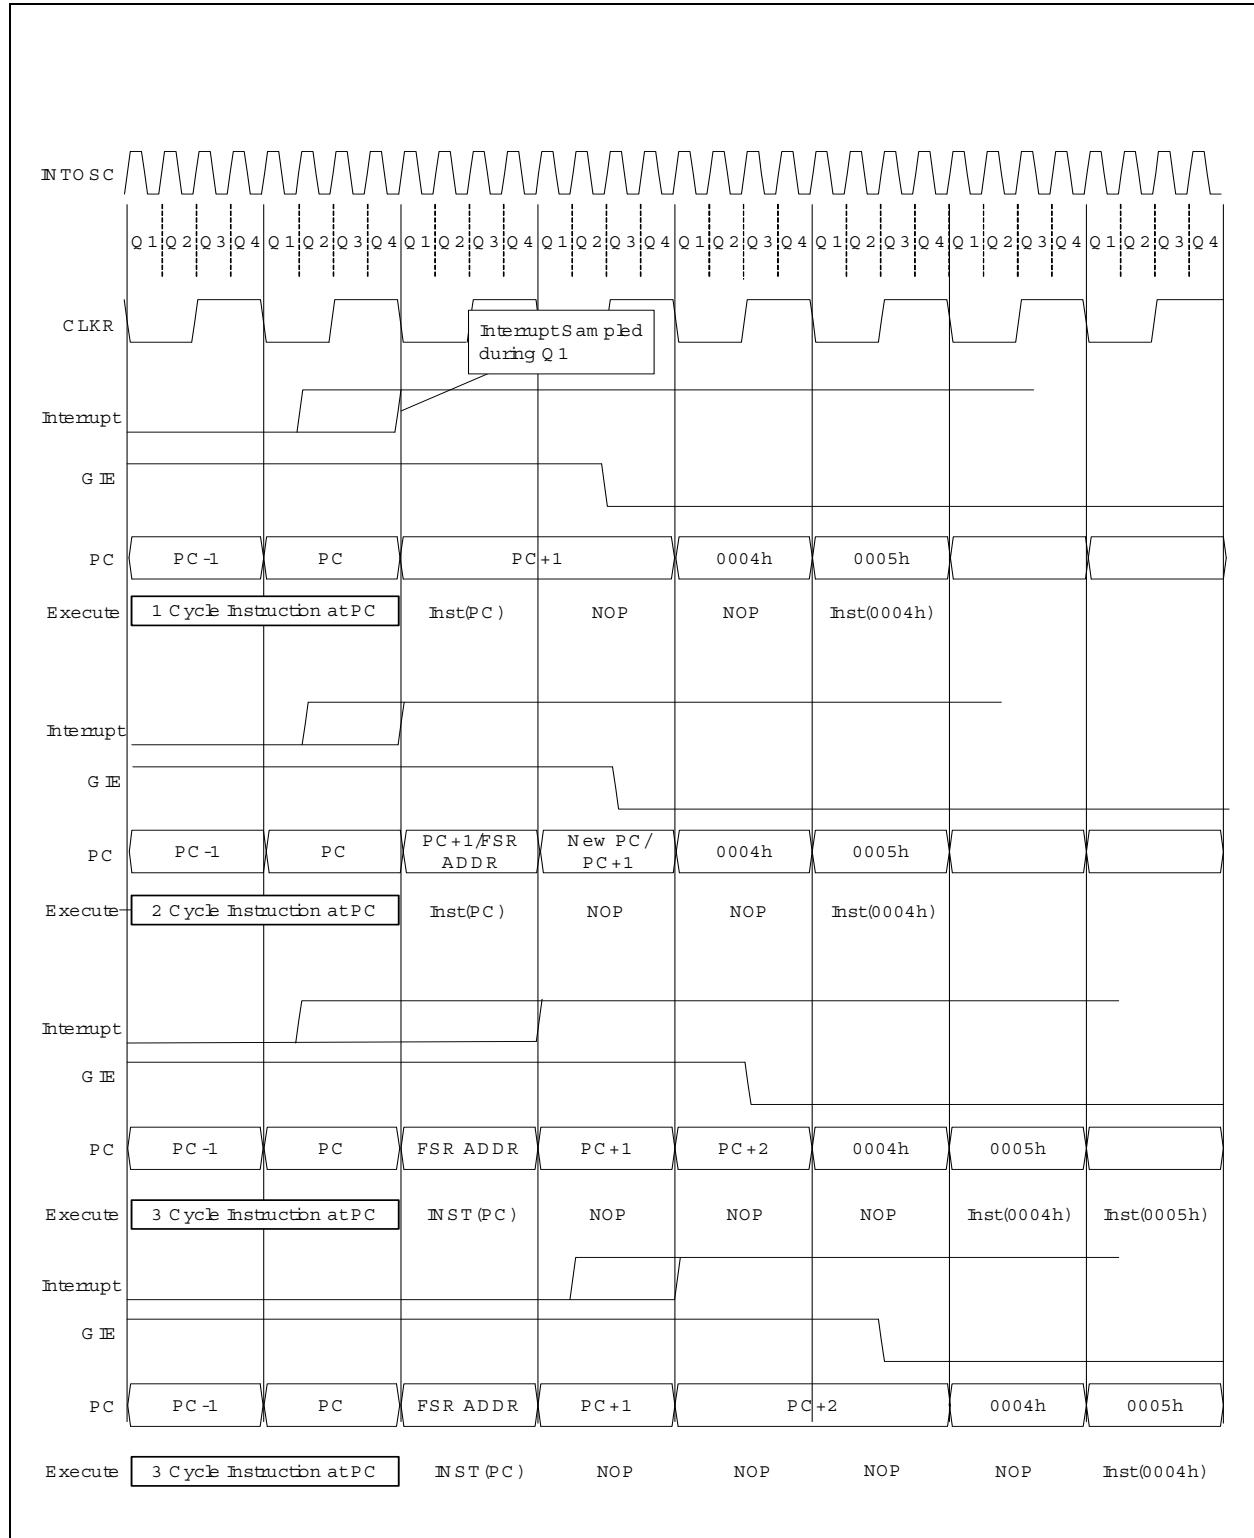 INTOSC
Q1 Q2 Q3 Q4 Q1 Q2 Q3 Q4 Q1 Q2 Q3 Q4 Q1 Q2 Q3 Q4 Q1 Q2 Q3 Q4 Q1 Q2 Q3 Q4 Q1 Q2 Q3 Q4 Q1 Q2 Q3 Q4
CLKR
Interrupt Sampled
during Q1
Interrupt
GIE
PC PC-1 PC PC+1 0004h 0005h
Execute 1 Cycle Instruction at PC Inst(PC) NOP NOP Inst(0004h)
Interrupt
GIE
PC PC-1 PC PC+1/FSR ADDR New PC/ PC+1 0004h 0005h
Execute 2 Cycle Instruction at PC Inst(PC) NOP NOP Inst(0004h)
Interrupt
GIE
PC PC-1 PC FSR ADDR PC+1 PC+2 0004h 0005h
Execute 3 Cycle Instruction at PC INST(PC) NOP NOP NOP Inst(0004h) Inst(0005h)
Interrupt
GIE
PC PC-1 PC FSR ADDR PC+1 PC+2 0004h 0005h
Execute 3 Cycle Instruction at PC INST(PC) NOP NOP NOP NOP Inst(0004h)